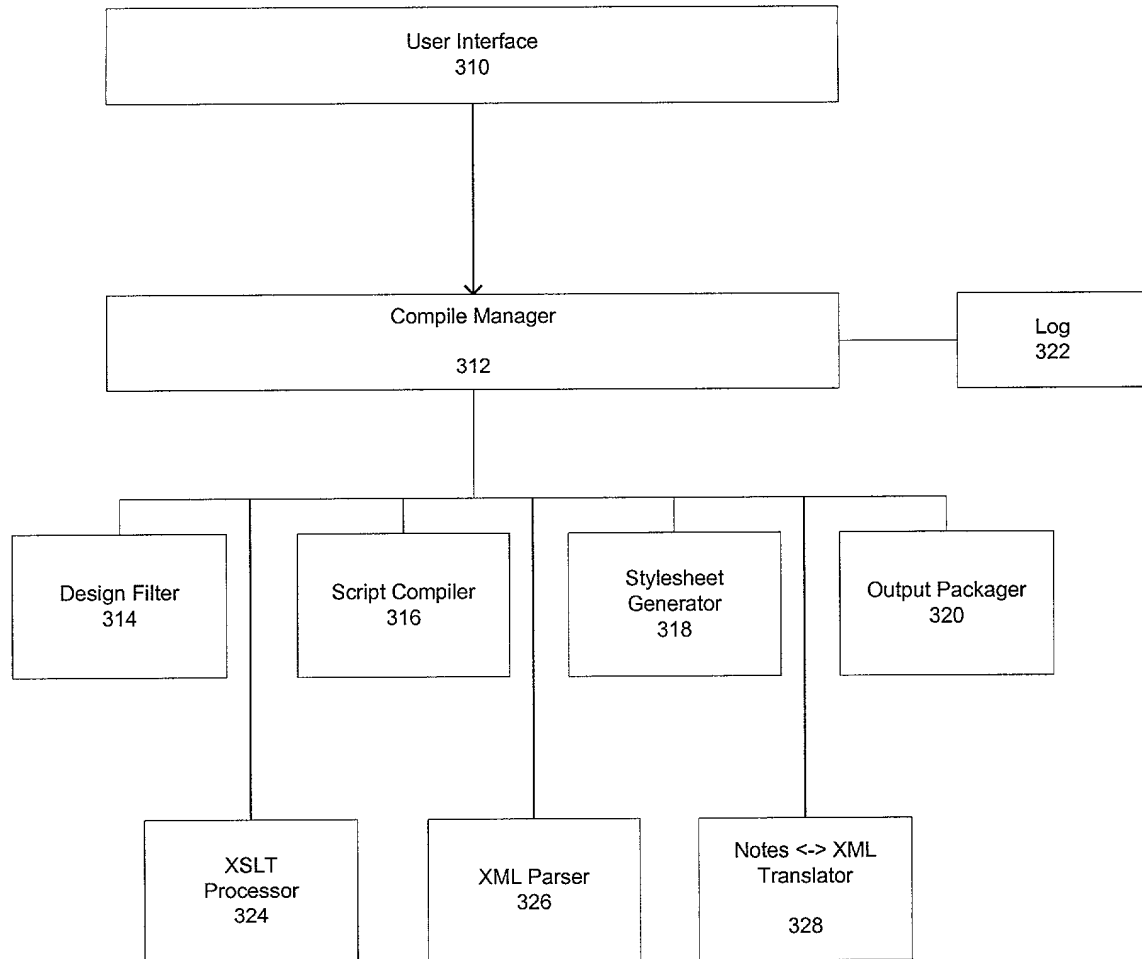 User Interface
310
Compile Manager
312
Log
322
Design Filter
314
Script Compiler
316
Stylesheet
Generator
318
Output Packager
320
XSLT
Processor
324
XML Parser
326
Notes <-> XML
Translator
328